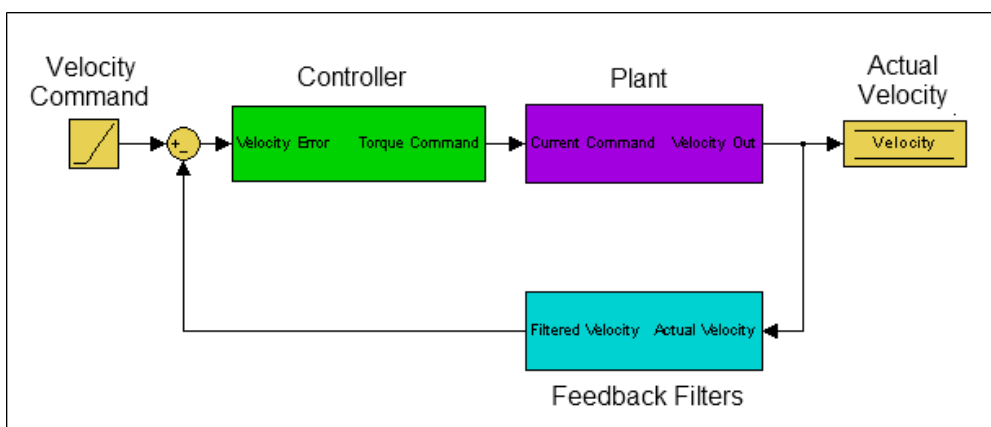 Velocity
Command
Controller
Plant
Actual
Velocity
+
-
Velocity Error
Torque Command
Current Command
Velocity Out
Velocity
Filtered Velocity
Actual Velocity
Feedback Filters